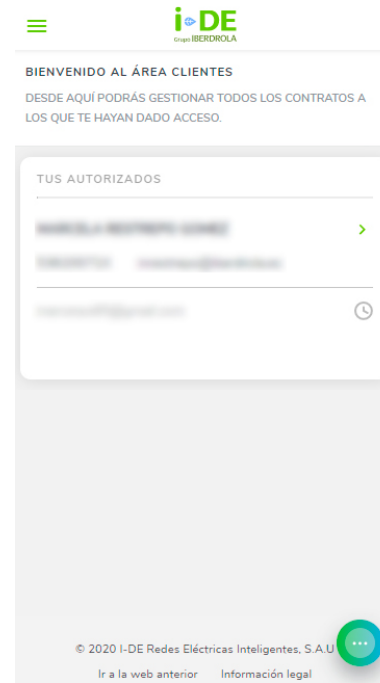 i-DE
Grupo IBERDROLA
BIENVENIDO AL ÁREA CLIENTES
DESDE AQUÍ PODRÁS GESTIONAR TODOS LOS CONTRATOS A
LOS QUE TE HAYAN DADO ACCESO.
TUS AUTORIZADOS
© 2020 I-DE Redes Eléctricas Inteligentes, S.A.U
Ir a la web anterior Información legal